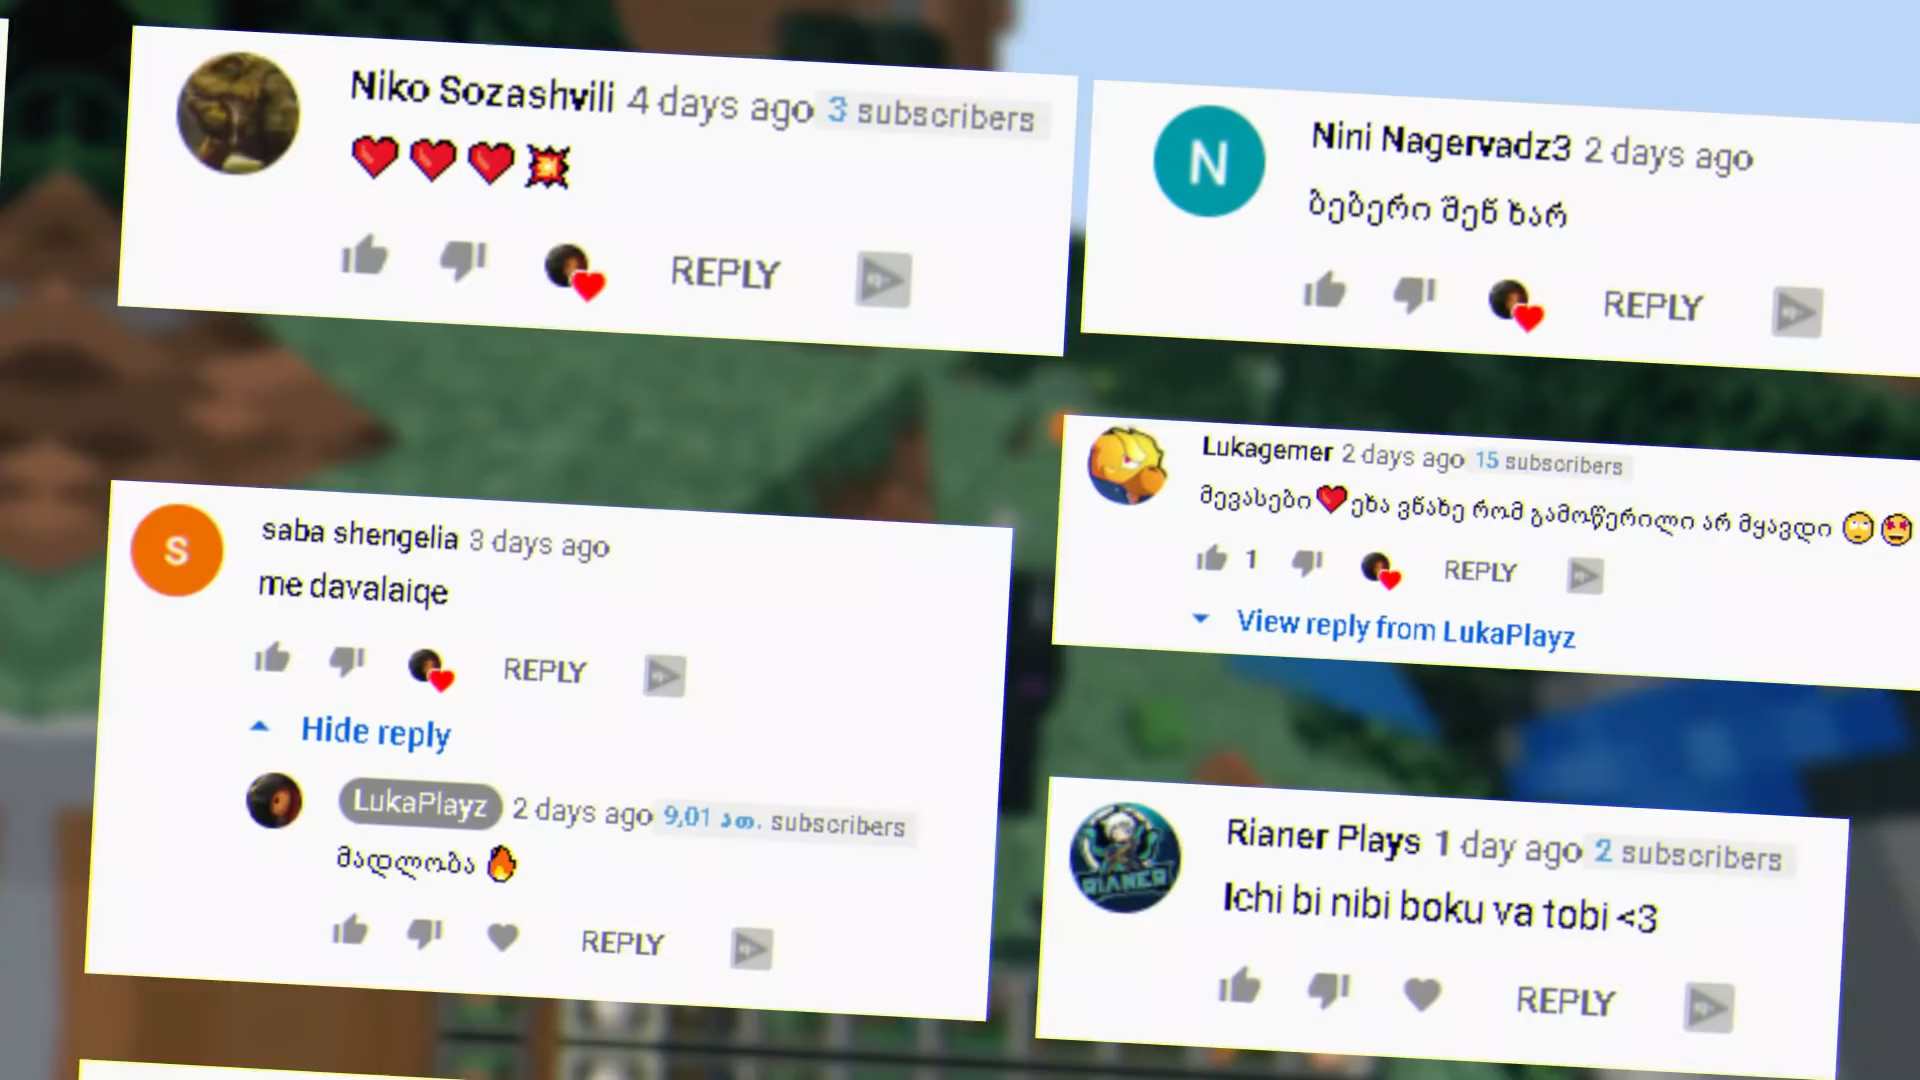 Niko Sozashvili 4 days ago 3 subscribers
❤️❤️❤️💥
REPLY
Nini Nagervadz3 2 days ago
ბებერი შენ ხარ
REPLY
Lukagemer 2 days ago 15 subscribers
მევასები❤️ეხა ვნახე რომ გამოწერილი არ მყავდი 🙄🤩
1 REPLY
View reply from LukaPlayz
S
saba shengelia 3 days ago
me davalaiqe
REPLY
Hide reply
LukaPlayz 2 days ago 9,01 ათ. subscribers
მადლობა 🔥
REPLY
RIANER
Rianer Plays 1 day ago 2 subscribers
Ichi bi nibi boku va tobi <3
REPLY
N